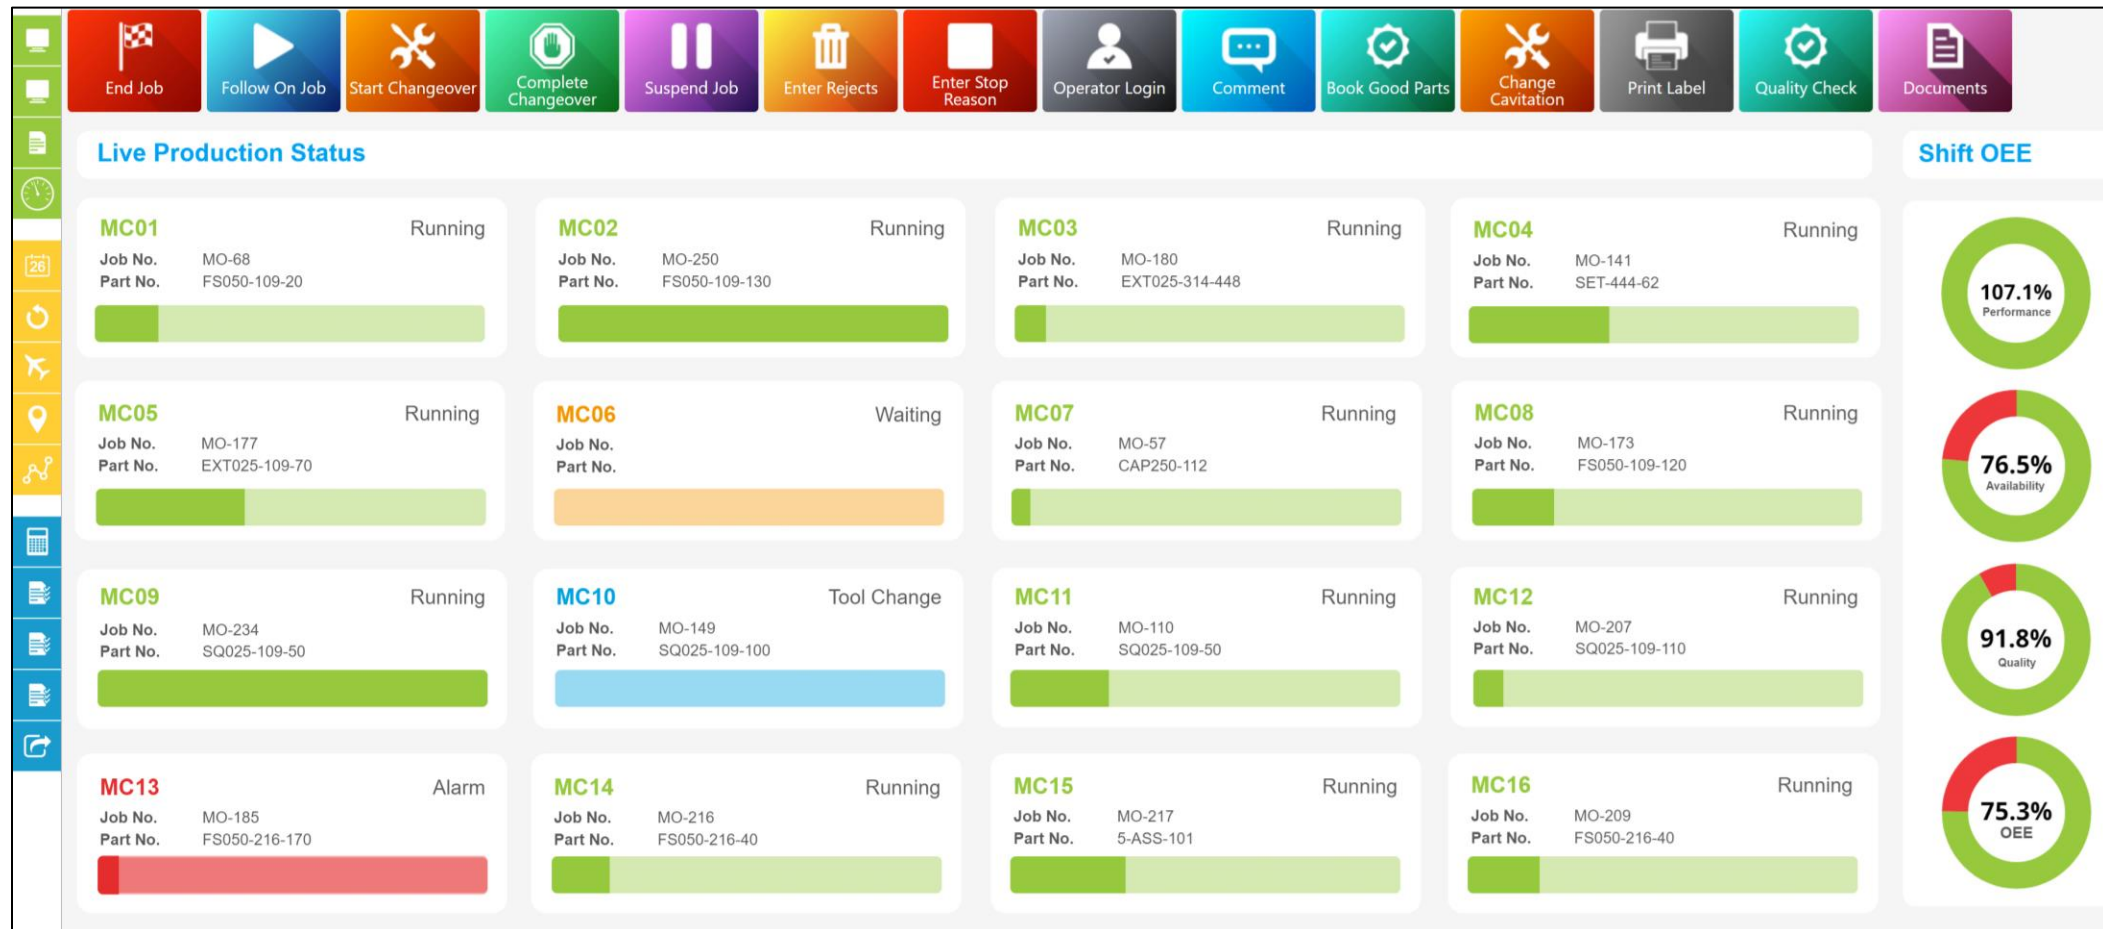 End Job
Follow On Job
Start Changeover
Complete
Changeover
Suspend Job
Enter Rejects
Enter Stop
Reason
Operator Login
Comment
Book Good Parts
Change
Cavitation
Print Label
Quality Check
Documents
Live Production Status
Shift OEE
26
MC01 Running
Job No. MO-68
Part No. FS050-109-20
MC02 Running
Job No. MO-250
Part No. FS050-109-130
MC03 Running
Job No. MO-180
Part No. EXT025-314-448
MC04 Running
Job No. MO-141
Part No. SET-444-62
107.1%
Performance
MC05 Running
Job No. MO-177
Part No. EXT025-109-70
MC06 Waiting
Job No.
Part No.
MC07 Running
Job No. MO-57
Part No. CAP250-112
MC08 Running
Job No. MO-173
Part No. FS050-109-120
76.5%
Availability
MC09 Running
Job No. MO-234
Part No. SQ025-109-50
MC10 Tool Change
Job No. MO-149
Part No. SQ025-109-100
MC11 Running
Job No. MO-110
Part No. SQ025-109-50
MC12 Running
Job No. MO-207
Part No. SQ025-109-110
91.8%
Quality
MC13 Alarm
Job No. MO-185
Part No. FS050-216-170
MC14 Running
Job No. MO-216
Part No. FS050-216-40
MC15 Running
Job No. MO-217
Part No. 5-ASS-101
MC16 Running
Job No. MO-209
Part No. FS050-216-40
75.3%
OEE